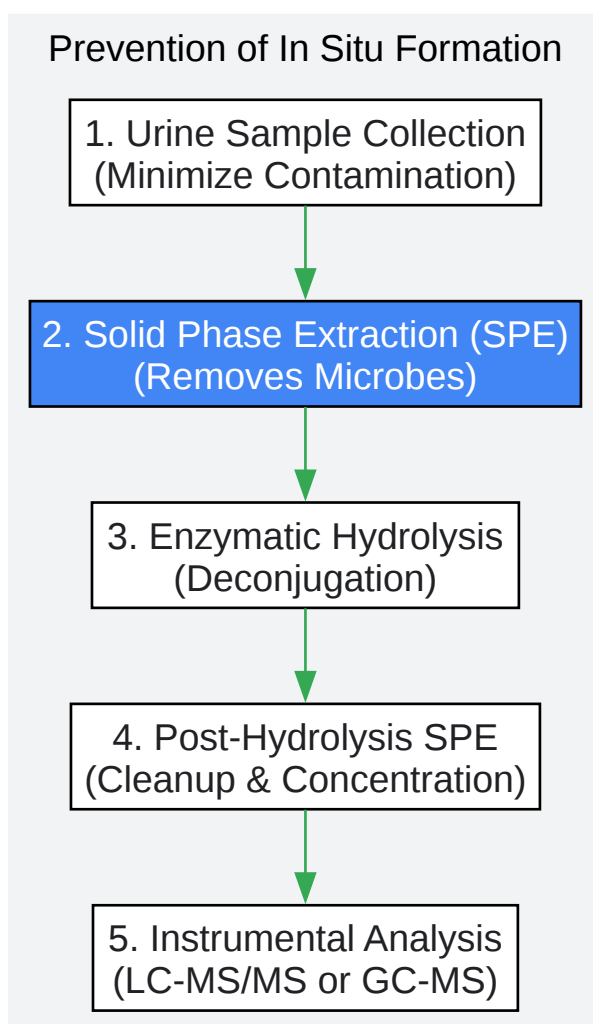 Prevention of In Situ Formation
1. Urine Sample Collection
(Minimize Contamination)
2. Solid Phase Extraction (SPE)
(Removes Microbes)
3. Enzymatic Hydrolysis
(Deconjugation)
4. Post-Hydrolysis SPE
(Cleanup & Concentration)
5. Instrumental Analysis
(LC-MS/MS or GC-MS)